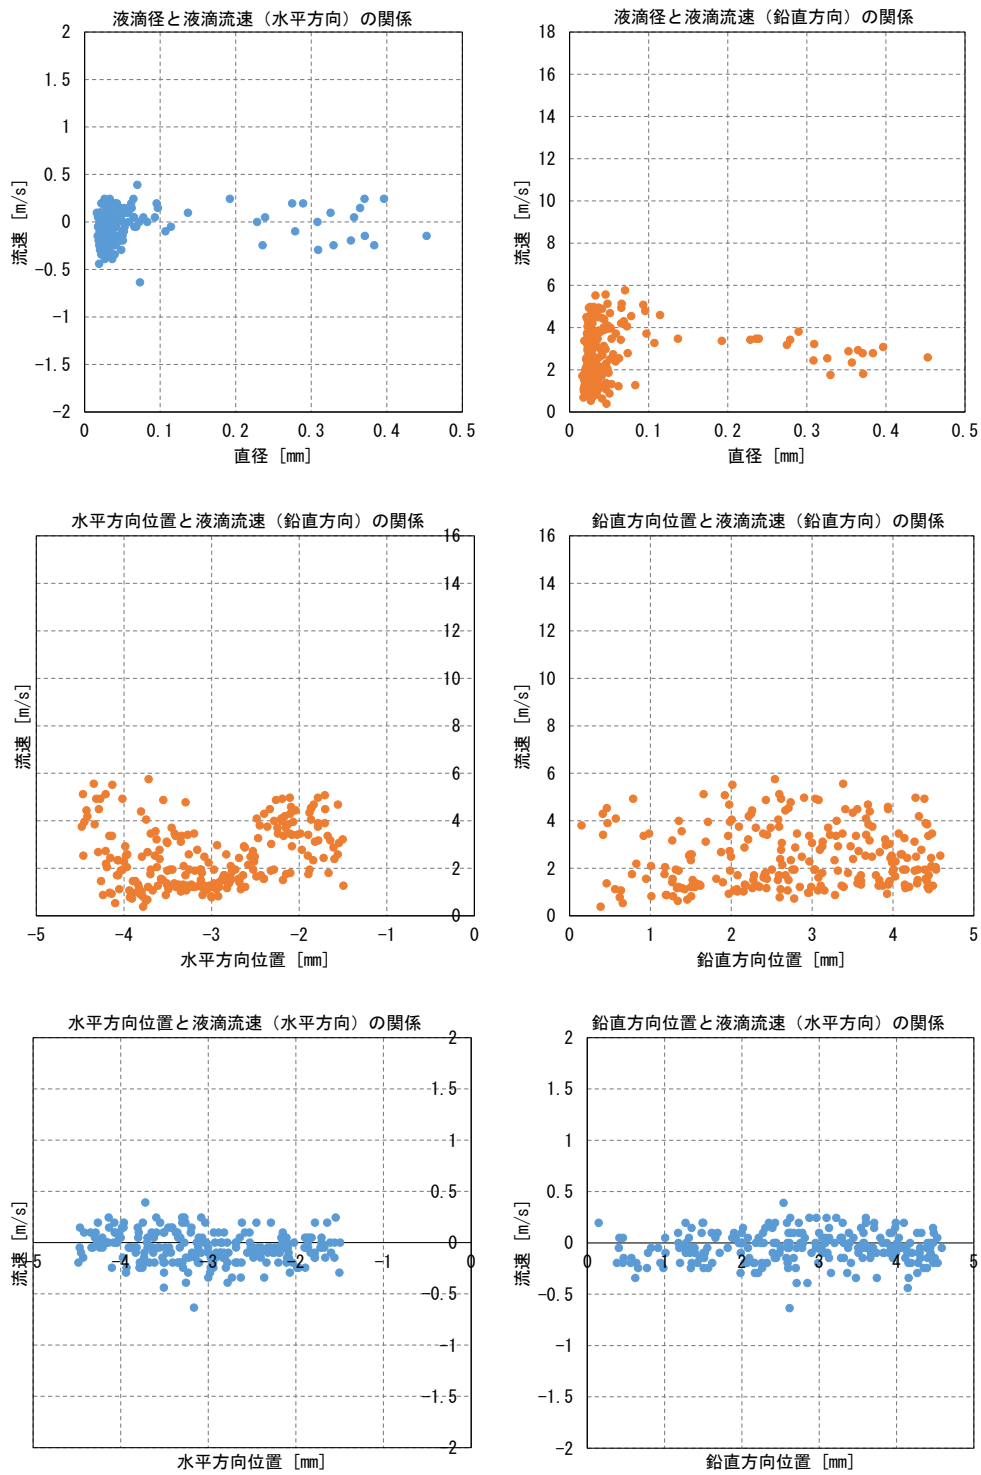 液滴径と液滴流速（水平方向）の関係
2
1.5
1
0.5
0
-0.5
-1
-1.5
-2
流速 [m/s]
0 0.1 0.2 0.3 0.4 0.5
直径 [mm]
液滴径と液滴流速（鉛直方向）の関係
18
16
14
12
10
8
6
4
2
0
流速 [m/s]
0 0.1 0.2 0.3 0.4 0.5
直径 [mm]
水平方向位置と液滴流速（鉛直方向）の関係
16
14
12
10
8
6
4
2
0
流速 [m/s]
-5 -4 -3 -2 -1 0
水平方向位置 [mm]
鉛直方向位置と液滴流速（鉛直方向）の関係
16
14
12
10
8
6
4
2
0
流速 [m/s]
0 1 2 3 4 5
鉛直方向位置 [mm]
水平方向位置と液滴流速（水平方向）の関係
2
1.5
1
0.5
0
-0.5
-1
-1.5
-2
流速 [m/s]
-5 -4 -3 -2 -1 0
水平方向位置 [mm]
鉛直方向位置と液滴流速（水平方向）の関係
2
1.5
1
0.5
0
-0.5
-1
-1.5
-2
流速 [m/s]
0 1 2 3 4 5
鉛直方向位置 [mm]